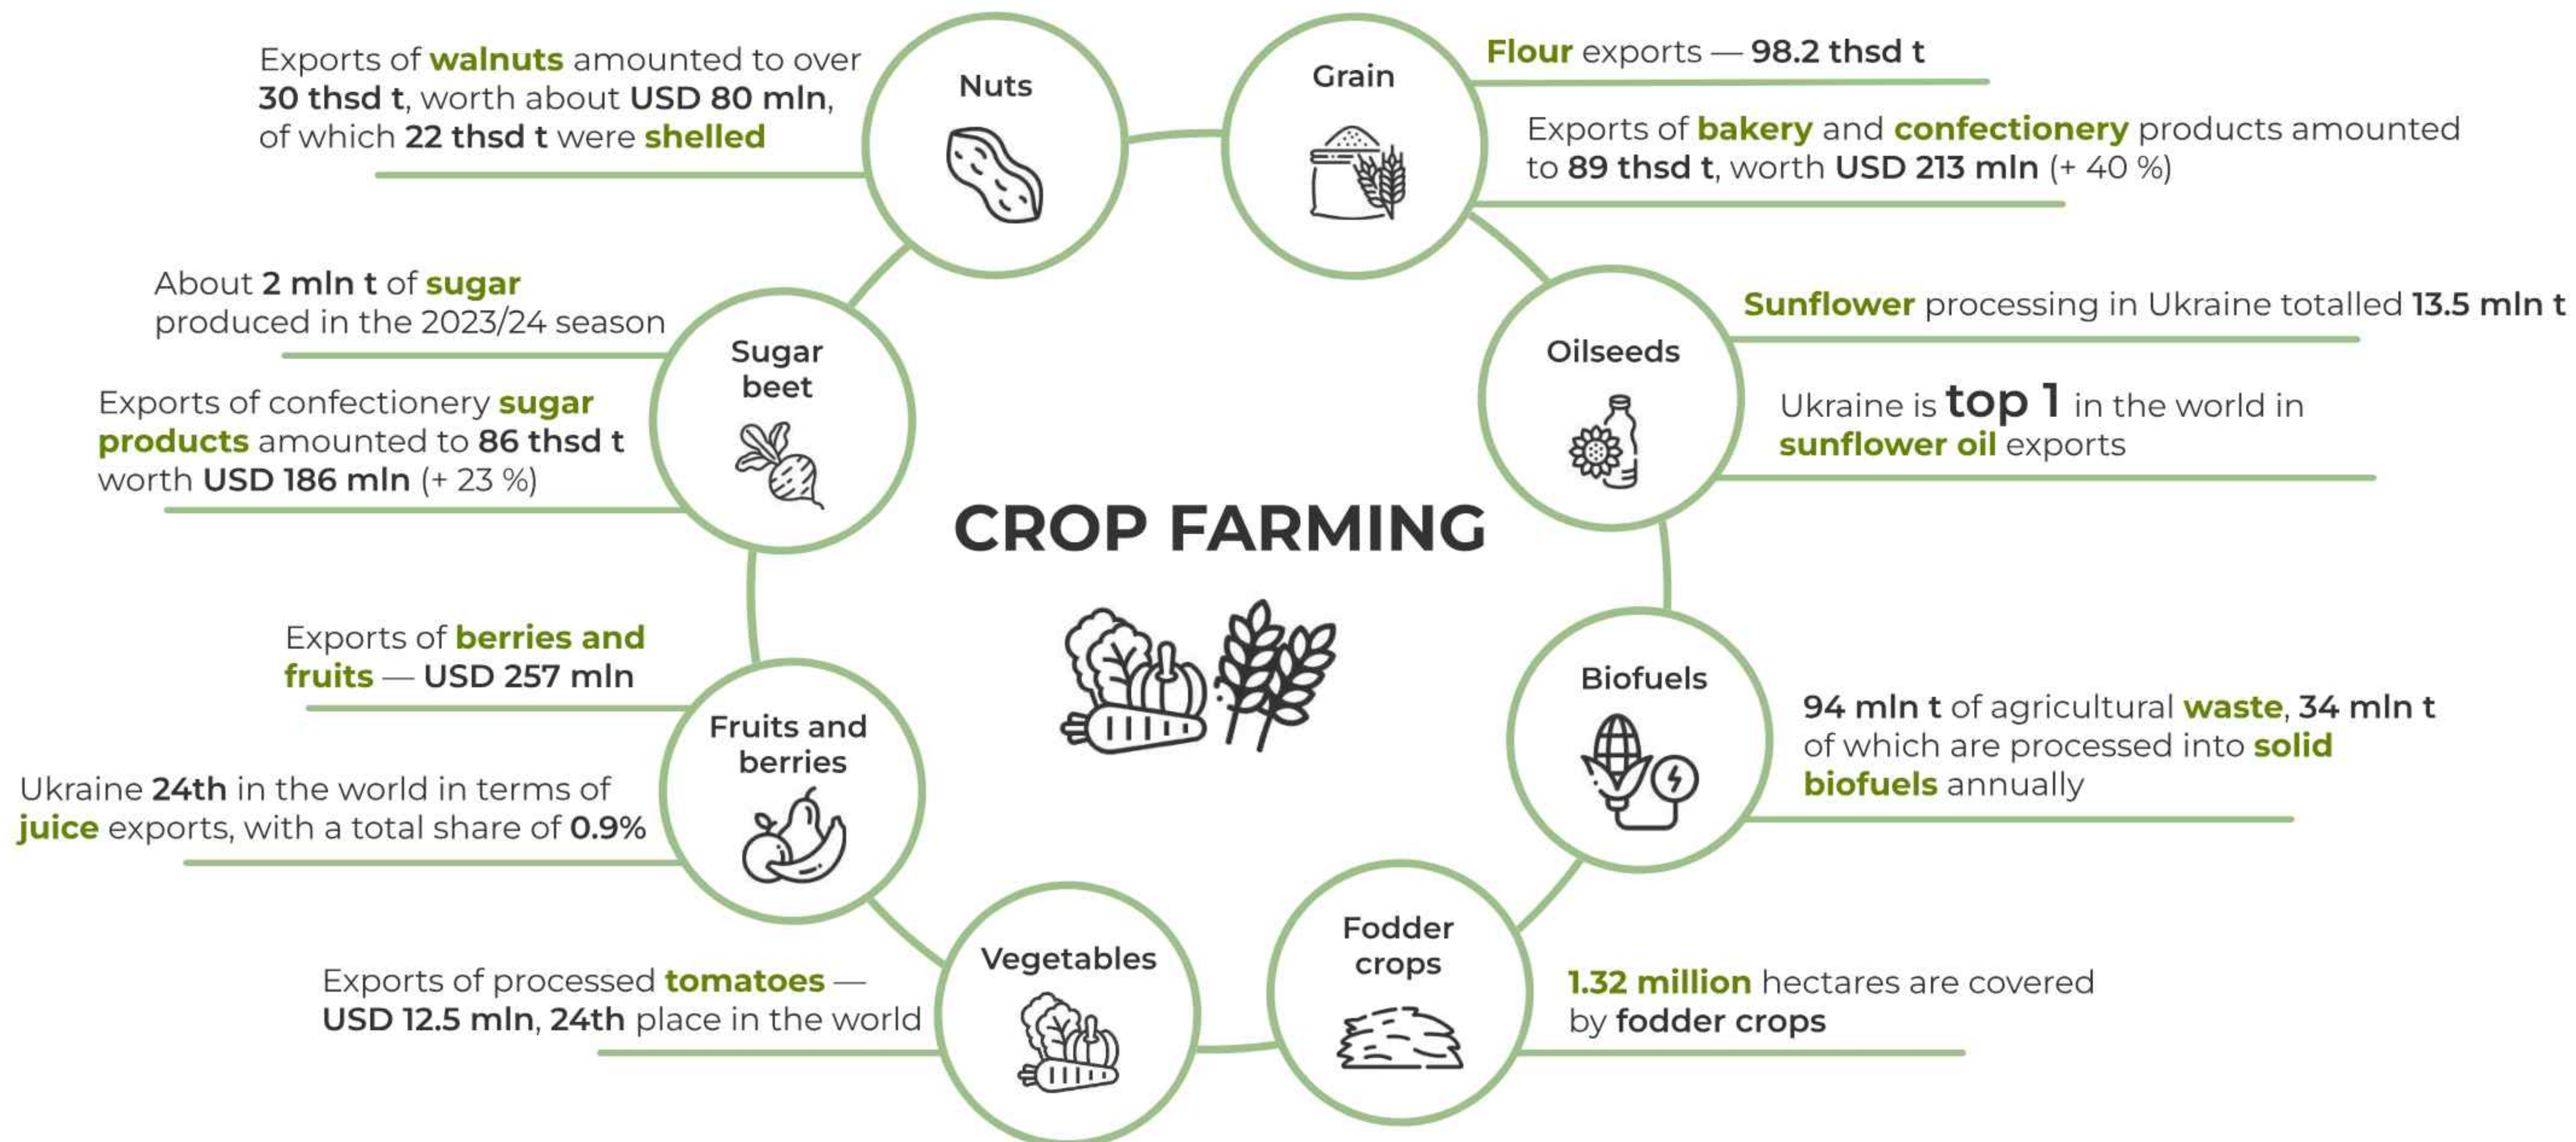 CROP FARMING
Nuts
Exports of walnuts amounted to over
30 thsd t, worth about USD 80 mln,
of which 22 thsd t were shelled
Grain
Flour exports — 98.2 thsd t
Exports of bakery and confectionery products amounted
to 89 thsd t, worth USD 213 mln (+ 40 %)
Sugar
beet
About 2 mln t of sugar
produced in the 2023/24 season
Exports of confectionery sugar
products amounted to 86 thsd t
worth USD 186 mln (+ 23 %)
Oilseeds
Sunflower processing in Ukraine totalled 13.5 mln t
Ukraine is top 1 in the world in
sunflower oil exports
Fruits and
berries
Exports of berries and
fruits — USD 257 mln
Ukraine 24th in the world in terms of
juice exports, with a total share of 0.9%
Biofuels
94 mln t of agricultural waste, 34 mln t
of which are processed into solid
biofuels annually
Vegetables
Exports of processed tomatoes —
USD 12.5 mln, 24th place in the world
Fodder
crops
1.32 million hectares are covered
by fodder crops